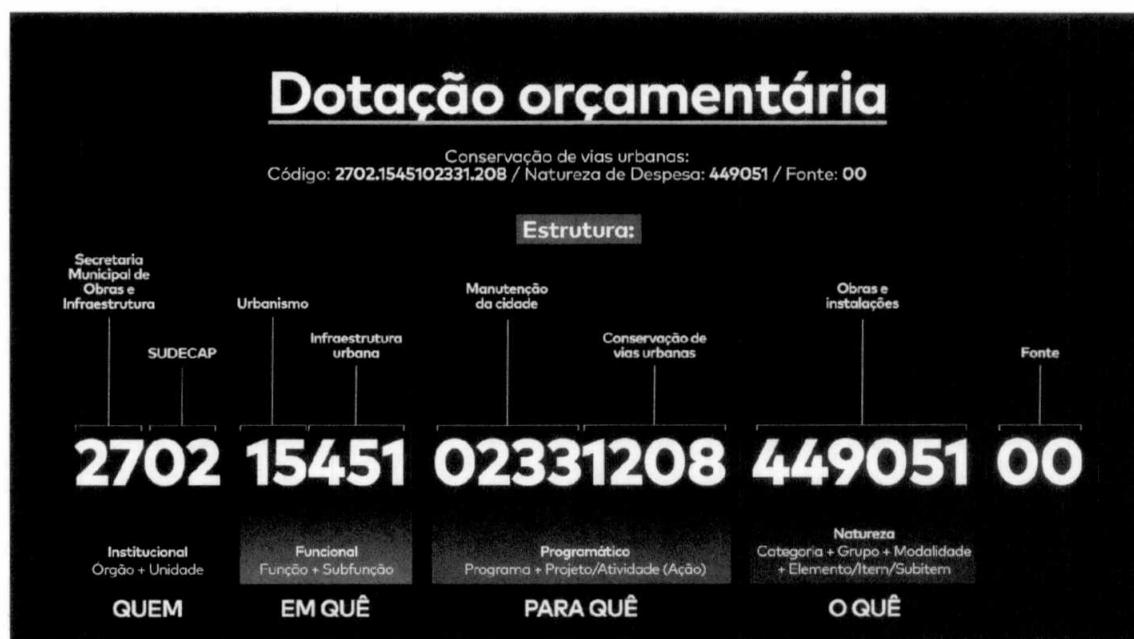 Dotação orçamentária
Conservação de vias urbanas:
Código: 2702.1545102331.208 / Natureza de Despesa: 449051 / Fonte: 00
Estrutura:
Secretaria
Municipal de
Obras e
Infraestrutura
SUDECAP
Urbanismo
Infraestrutura
urbana
Manutenção
da cidade
Conservação de
vias urbanas
Obras e
instalações
Fonte
2702 15451 02331208 449051 00
Institucional
Órgão + Unidade
QUEM
Funcional
Função + Subfunção
EM QUÊ
Programático
Programa + Projeto/Atividade (Ação)
PARA QUÊ
Natureza
Categoria + Grupo + Modalidade
+ Elemento/Item/Subitem
O QUÊ